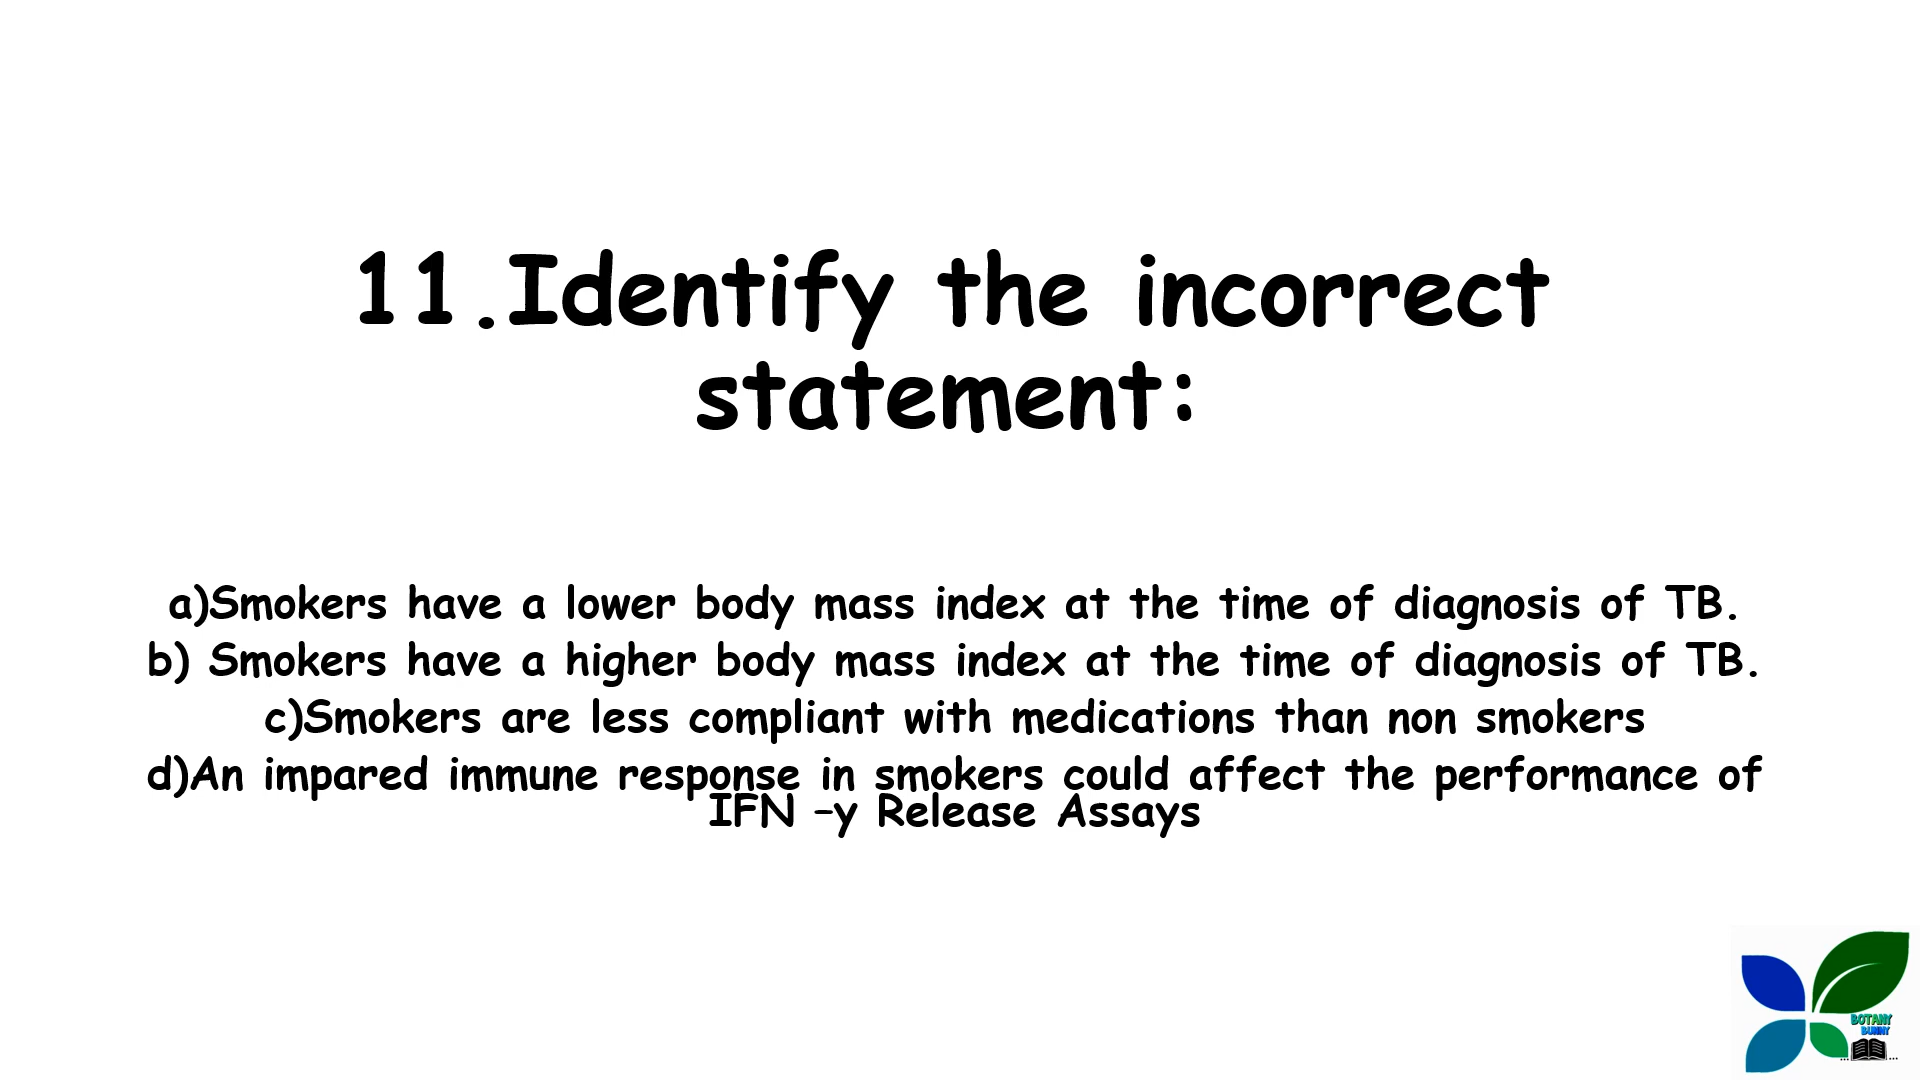 11.Identify the incorrect
statement:
a)Smokers have a lower body mass index at the time of diagnosis of TB.
b) Smokers have a higher body mass index at the time of diagnosis of TB.
c)Smokers are less compliant with medications than non smokers
d)An impared immune response in smokers could affect the performance of
IFN –y Release Assays
BOTANY
BUNNY